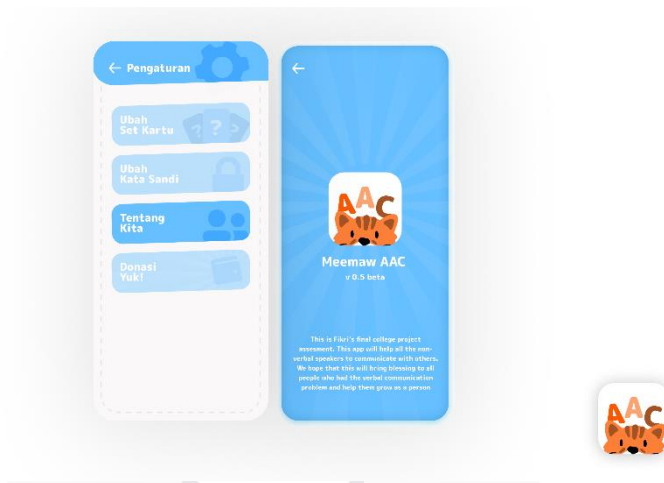 Pengaturan
Ubah
Set Kartu
? ? ?
Ubah
Kata Sandi
Tentang
Kita
Donasi
Yuk!
AAC
Meemaw AAC
v 0.5 beta
This is Fikri's final college project
assesment. This app will help all the non-
verbal speakers to communicate with others.
We hope that this will bring blessing to all
people who had the verbal communication
problem and help them grow as a person
AAC